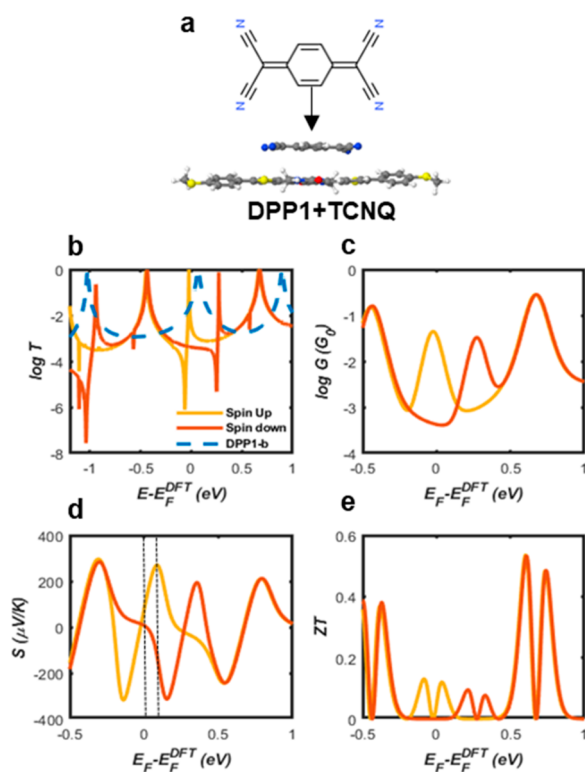 a
N
N
N
N
DPP1+TCNQ
b
0
-2
-4
-6
-8
log T
-1
-0.5
0
0.5
1
E-E_F^DFT (eV)
Spin Up
Spin down
DPP1-b
c
0
-1
-2
-3
-4
log G (G_0)
-0.5
0
0.5
1
E_F-E_F^DFT (eV)
d
400
200
0
-200
-400
S (μV/K)
-0.5
0
0.5
1
E_F-E_F^DFT (eV)
e
0.6
0.4
0.2
0
ZT
-0.5
0
0.5
1
E_F-E_F^DFT (eV)